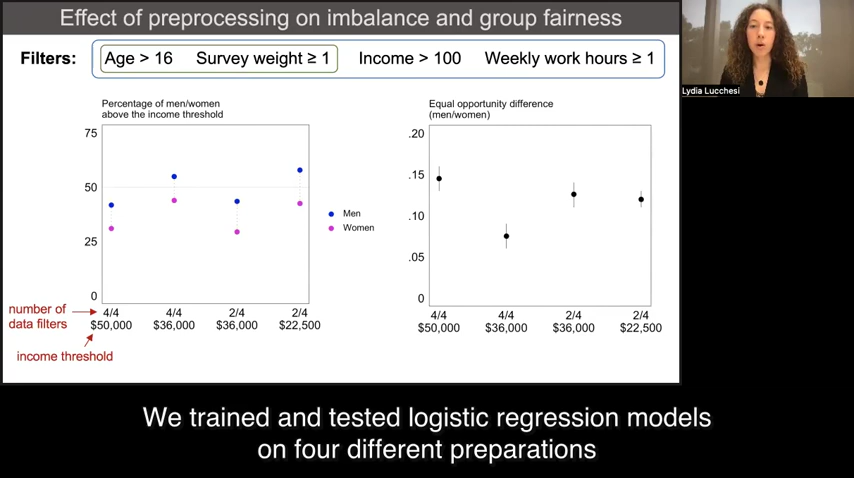 Effect of preprocessing on imbalance and group fairness
Filters: Age > 16 Survey weight ≥ 1 Income > 100 Weekly work hours ≥ 1
Lydia Lucchesi
Percentage of men/women
above the income threshold
75
50
25
0
4/4 4/4 2/4 2/4
$50,000 $36,000 $36,000 $22,500
number of
data filters
income threshold
Men
Women
Equal opportunity difference
(men/women)
.20
.15
.10
.05
0
4/4 4/4 2/4 2/4
$50,000 $36,000 $36,000 $22,500
We trained and tested logistic regression models
on four different preparations